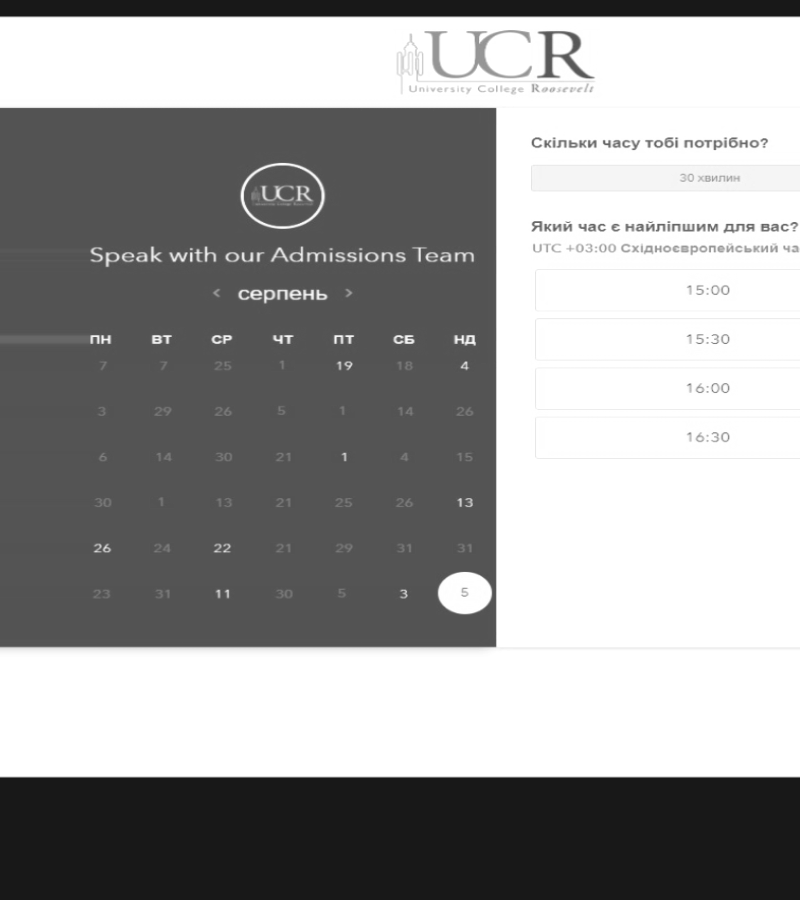 UCR
University College Roosevelt
UCR
Speak with our Admissions Team
< серпень >
ПН ВТ СР ЧТ ПТ СБ НД
7 7 25 1 19 18 4
3 29 26 5 1 14 26
6 14 30 21 1 4 15
30 1 13 21 25 26 13
26 24 22 21 29 31 31
23 31 11 30 5 3 5
Скільки часу тобі потрібно?
30 хвилин
Який час є найліпшим для вас?
UTC +03:00 Східноєвропейський ча
15:00
15:30
16:00
16:30